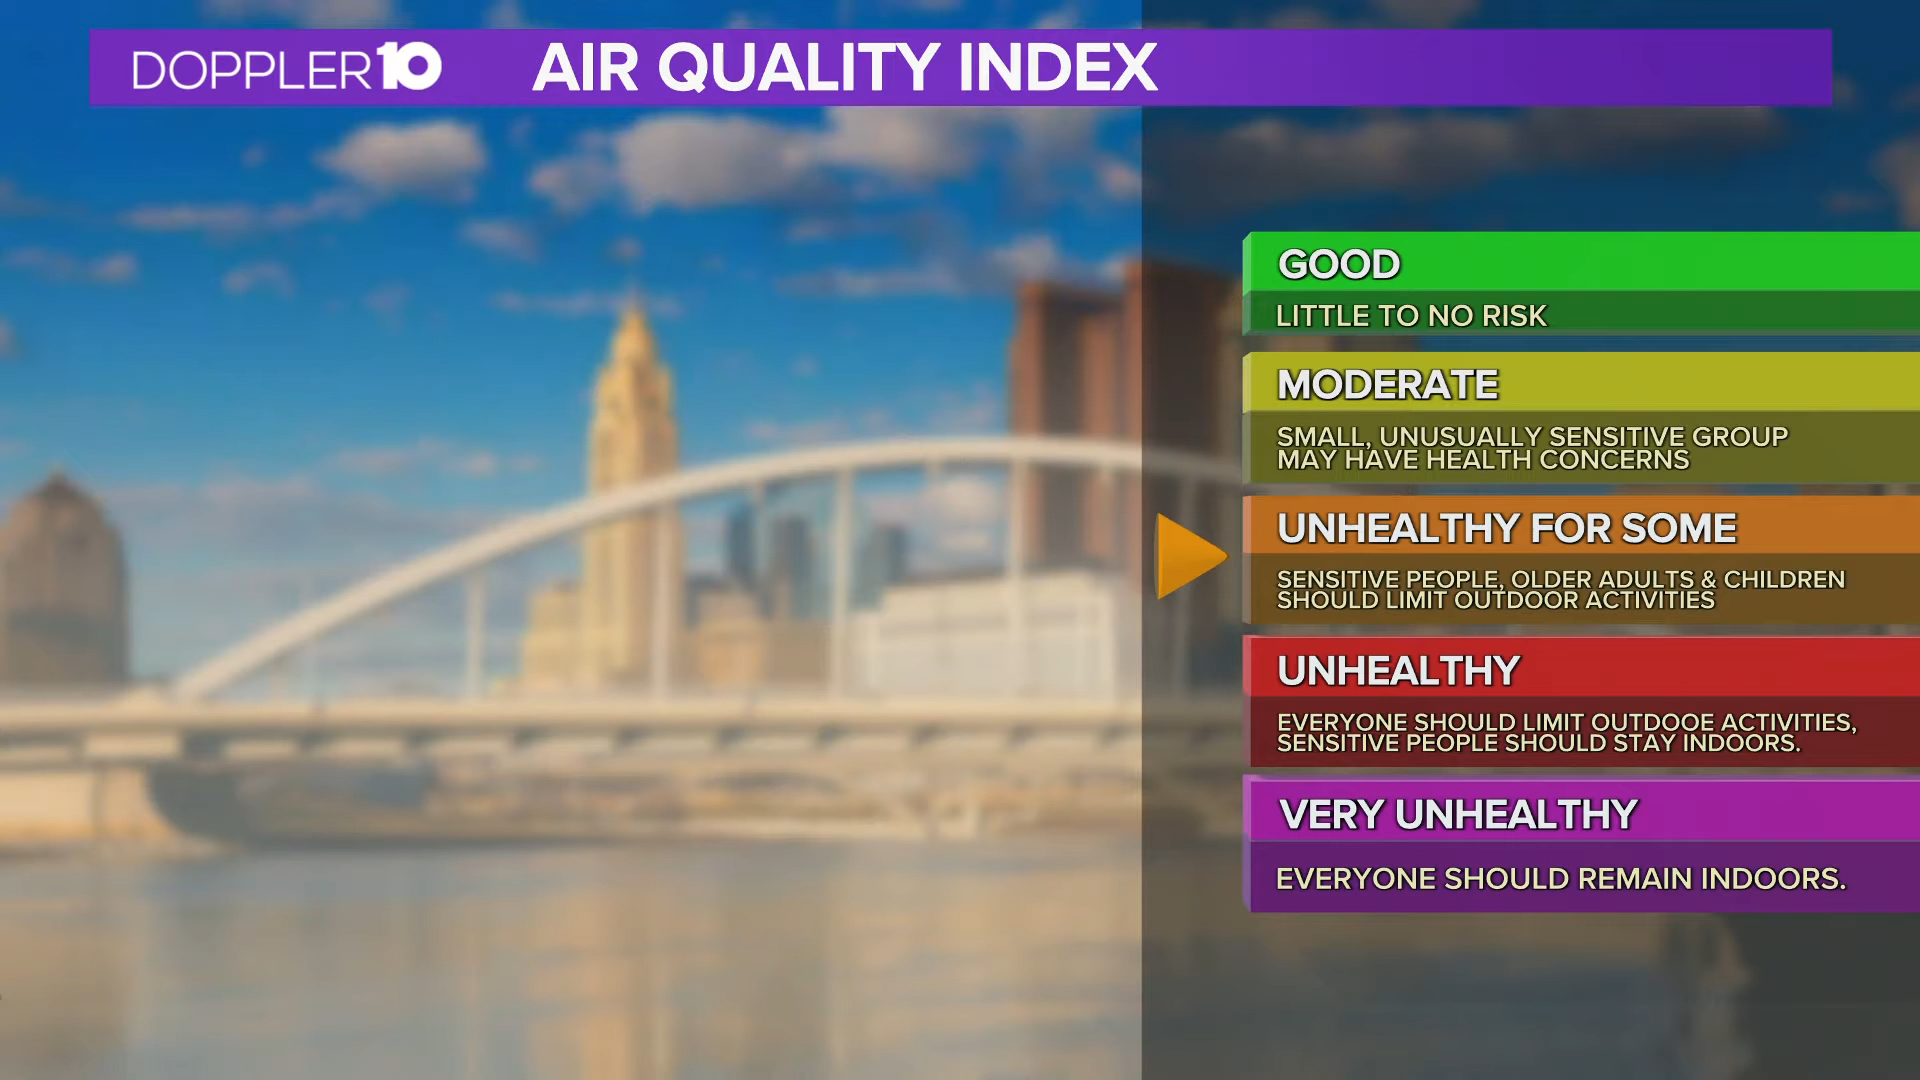 DOPPLER10
AIR QUALITY INDEX
GOOD
LITTLE TO NO RISK
MODERATE
SMALL, UNUSUALLY SENSITIVE GROUP
MAY HAVE HEALTH CONCERNS
UNHEALTHY FOR SOME
SENSITIVE PEOPLE, OLDER ADULTS & CHILDREN
SHOULD LIMIT OUTDOOR ACTIVITIES
UNHEALTHY
EVERYONE SHOULD LIMIT OUTDOOE ACTIVITIES,
SENSITIVE PEOPLE SHOULD STAY INDOORS.
VERY UNHEALTHY
EVERYONE SHOULD REMAIN INDOORS.